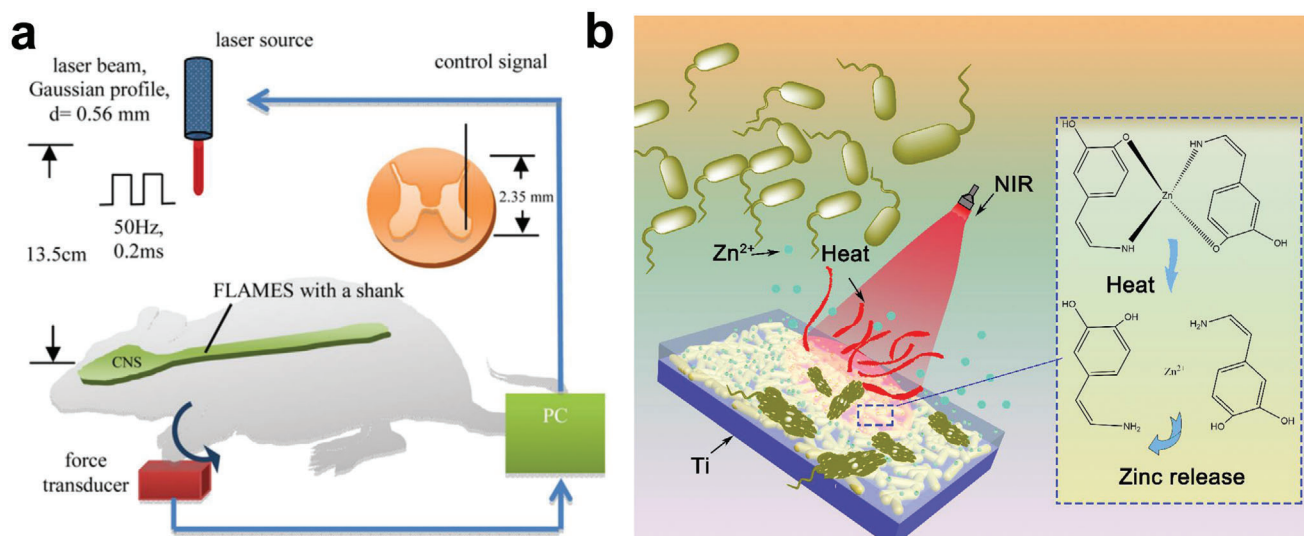 a
laser source
laser beam,
Gaussian profile,
d= 0.56 mm
control signal
50Hz,
0.2ms
13.5cm
2.35 mm
FLAMES with a shank
CNS
PC
force
transducer
b
NIR
Zn2+
Heat
Ti
HO
HO
O
HN
Zn
NH
O
OH
Heat
HO
OH
H2N
Zn2+
NH2
HO
OH
Zinc release